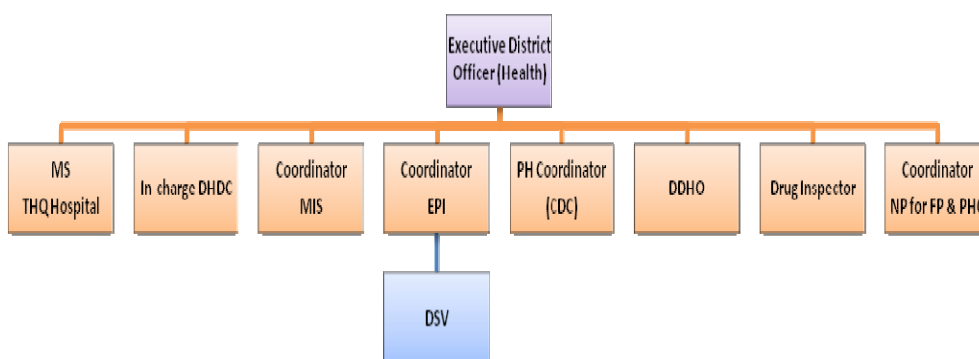 Executive District
Officer (Health)
MS
THQ Hospital
In-charge DHDC
Coordinator
MIS
Coordinator
EPI
PH Coordinator
(CDC)
DDHO
Drug Inspector
Coordinator
NP for FP & PHC
DSV